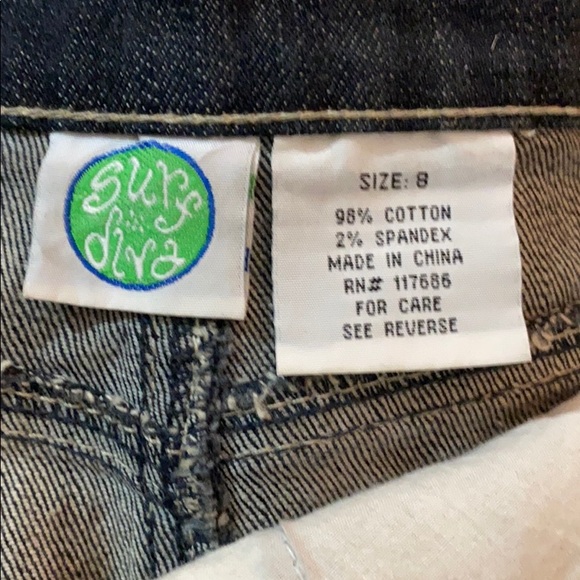 surf
diva
SIZE: 8
98% COTTON
2% SPANDEX
MADE IN CHINA
RN# 117686
FOR CARE
SEE REVERSE